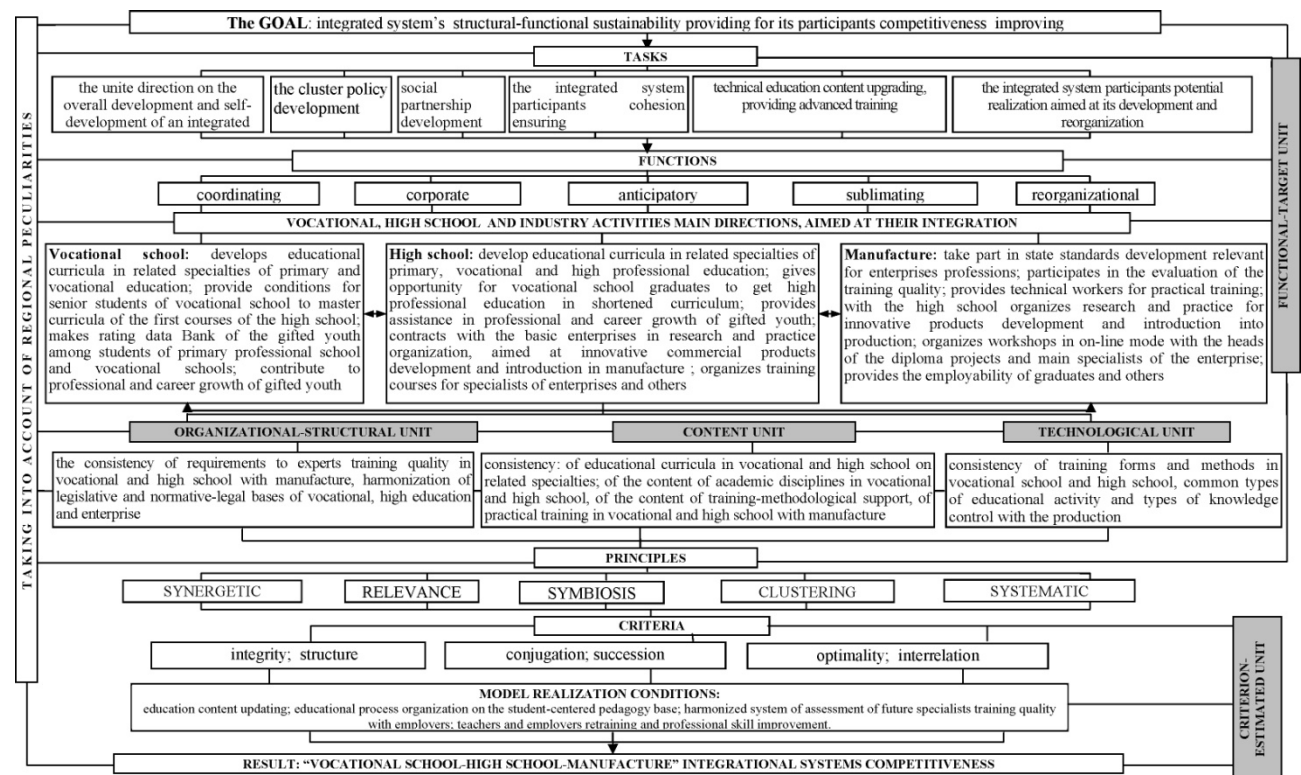 The GOAL: integrated system's structural-functional sustainability providing for its participants competitiveness improving
TASKS
the unite direction on the
overall development and self-
development of an integrated
the cluster policy
development
social
partnership
development
the integrated system
participants cohesion
ensuring
technical education content upgrading,
providing advanced training
the integrated system participants potential
realization aimed at its development and
reorganization
FUNCTIONS
coordinating
corporate
anticipatory
sublimating
reorganizational
VOCATIONAL, HIGH SCHOOL AND INDUSTRY ACTIVITIES MAIN DIRECTIONS, AIMED AT THEIR INTEGRATION
Vocational school: develops educational
curricula in related specialties of primary and
vocational education; provide conditions for
senior students of vocational school to master
curricula of the first courses of the high school;
makes rating data Bank of the gifted youth
among students of primary professional school
and vocational schools; contribute to
professional and career growth of gifted youth
High school: develop educational curricula in related specialties of
primary, vocational and high professional education; gives
opportunity for vocational school graduates to get high
professional education in shortened curriculum; provides
assistance in professional and career growth of gifted youth;
contracts with the basic enterprises in research and practice
organization, aimed at innovative commercial products
development and introduction in manufacture ; organizes training
courses for specialists of enterprises and others
Manufacture: take part in state standards development relevant
for enterprises professions; participates in the evaluation of the
training quality; provides technical workers for practical training;
with the high school organizes research and practice for
innovative products development and introduction into
production; organizes workshops in on-line mode with the heads
of the diploma projects and main specialists of the enterprise;
provides the employability of graduates and others
ORGANIZATIONAL-STRUCTURAL UNIT
CONTENT UNIT
TECHNOLOGICAL UNIT
the consistency of requirements to experts training quality in
vocational and high school with manufacture, harmonization of
legislative and normative-legal bases of vocational, high education
and enterprise
consistency: of educational curricula in vocational and high school on
related specialties; of the content of academic disciplines in vocational
and high school, of the content of training-methodological support, of
practical training in vocational and high school with manufacture
consistency of training forms and methods in
vocational school and high school, common types
of educational activity and types of knowledge
control with the production
PRINCIPLES
SYNERGETIC
RELEVANCE
SYMBIOSIS
CLUSTERING
SYSTEMATIC
CRITERIA
integrity; structure
conjugation; succession
optimality; interrelation
MODEL REALIZATION CONDITIONS:
education content updating; educational process organization on the student-centered pedagogy base; harmonized system of assessment of future specialists training quality
with employers; teachers and employers retraining and professional skill improvement.
RESULT: "VOCATIONAL SCHOOL-HIGH SCHOOL-MANUFACTURE" INTEGRATIONAL SYSTEMS COMPETITIVENESS
TAKING INTO ACCOUNT OF REGIONAL PECULIARITIES
FUNCTIONAL-TARGET UNIT
CRITERION-
ESTIMATED UNIT